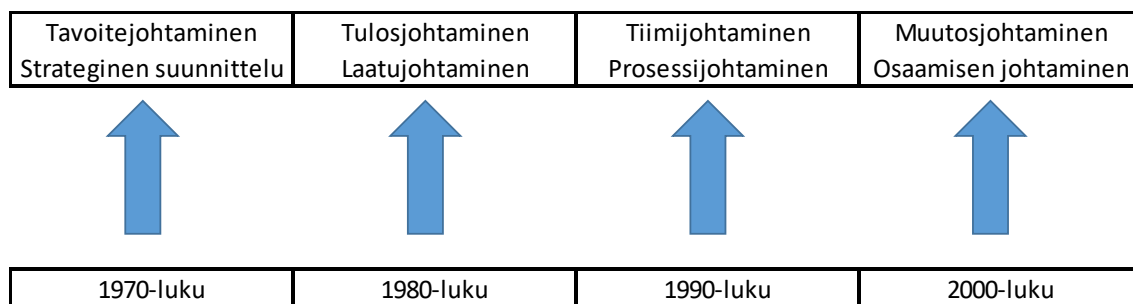 Tavoitejohtaminen
Strateginen suunnittelu
Tulosjohtaminen
Laatujohtaminen
Tiimijohtaminen
Prosessijohtaminen
Muutosjohtaminen
Osaamisen johtaminen
1970-luku
1980-luku
1990-luku
2000-luku